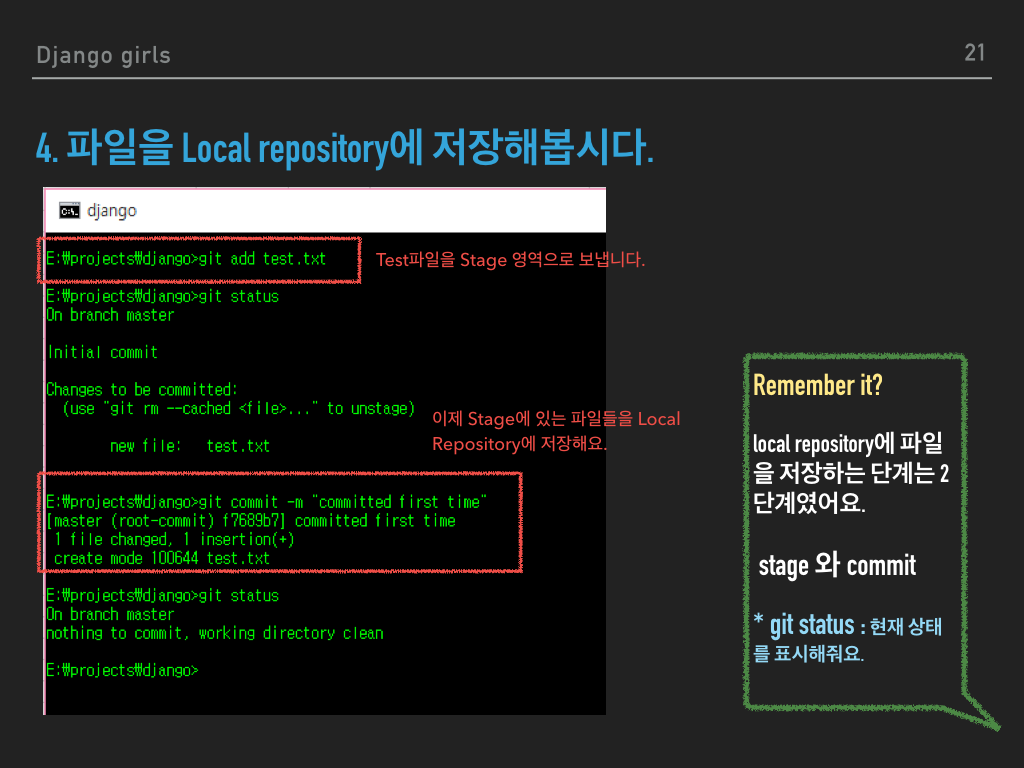 Django girls
21
4. 파일을 Local repository에 저장해봅시다.
django
E:₩projects₩django>git add test.txt
Test파일을 Stage 영역으로 보냅니다.
E:₩projects₩django>git status
On branch master
Initial commit
Changes to be committed:
(use "git rm --cached <file>..." to unstage)
new file: test.txt
이제 Stage에 있는 파일들을 Local
Repository에 저장해요.
E:₩projects₩django>git commit -m "committed first time"
[master (root-commit) f7689b7] committed first time
1 file changed, 1 insertion(+)
create mode 100644 test.txt
E:₩projects₩django>git status
On branch master
nothing to commit, working directory clean
E:₩projects₩django>
Remember it?
local repository에 파일
을 저장하는 단계는 2
단계였어요.
stage 와 commit
* git status : 현재 상태
를 표시해줘요.